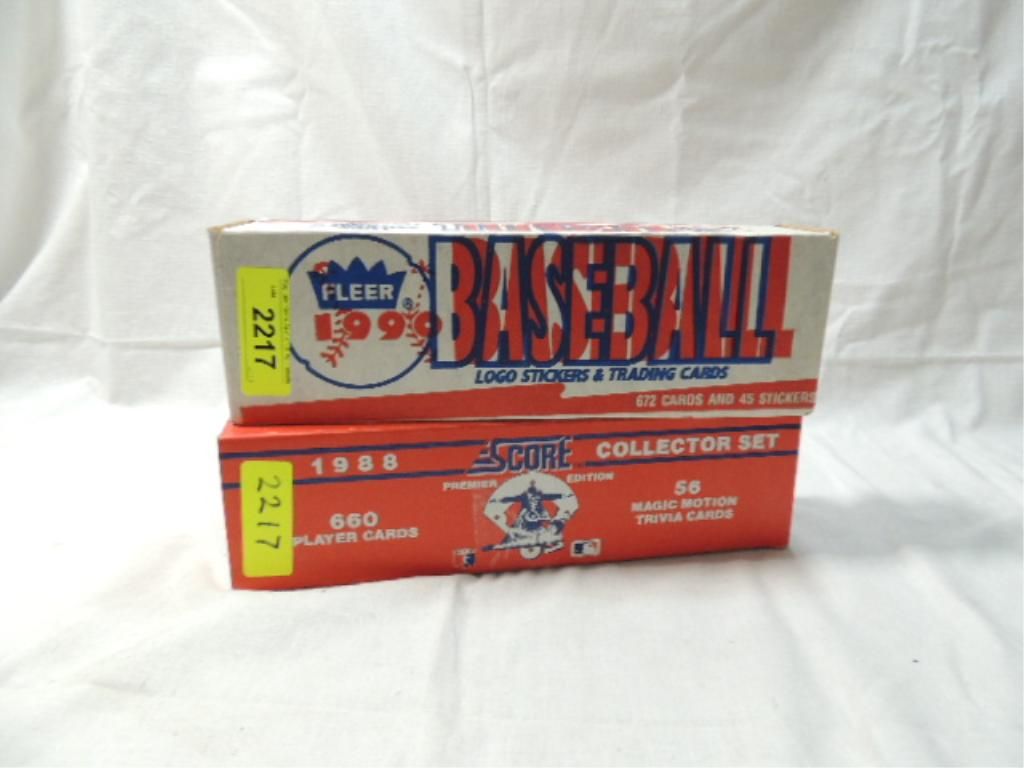 FLEER ®
1990
BASEBALL
LOGO STICKERS & TRADING CARDS
672 CARDS AND 45 STICKERS
2217
1988
SCORE
COLLECTOR SET
PREMIER EDITION
660
PLAYER CARDS
56
MAGIC MOTION
TRIVIA CARDS
2217